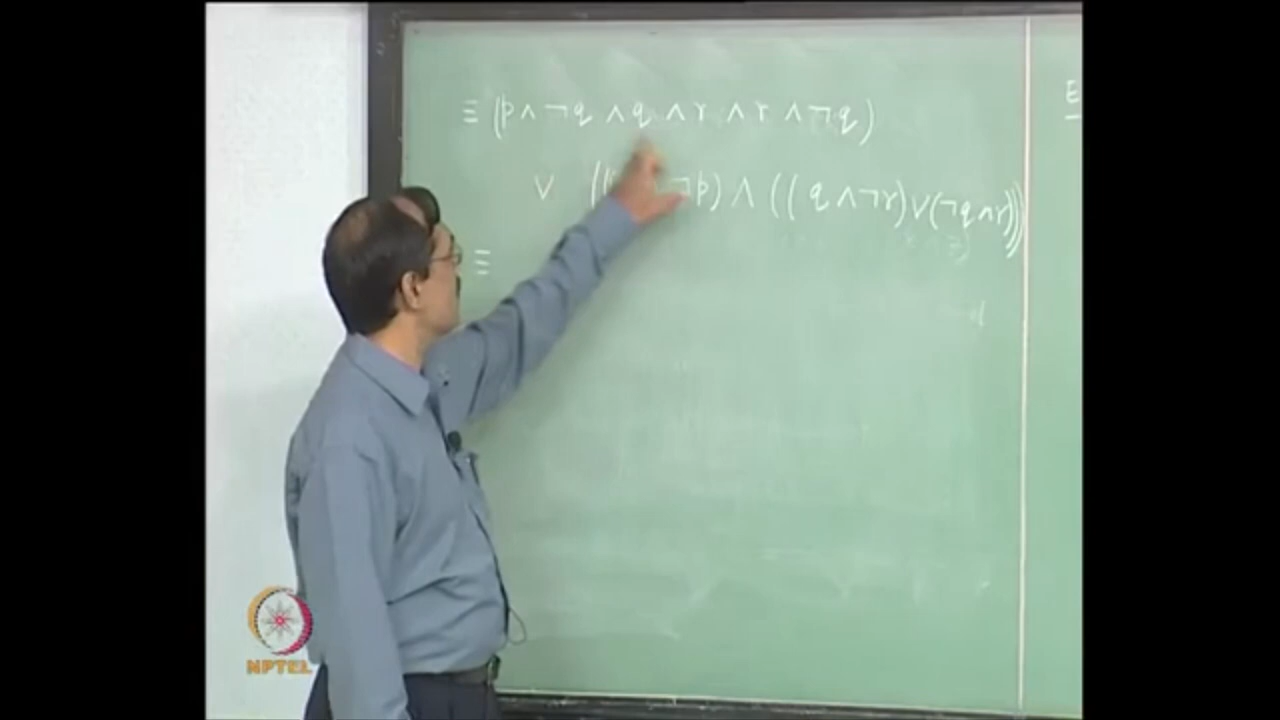 ≡ (p ∧ ¬q ∧ q ∧ r ∧ r ∧ ¬q)
E
∨ ( ¬p) ∧ ((q ∧ ¬r) ∨ (¬q ∧ r)))
≡
NPTEL